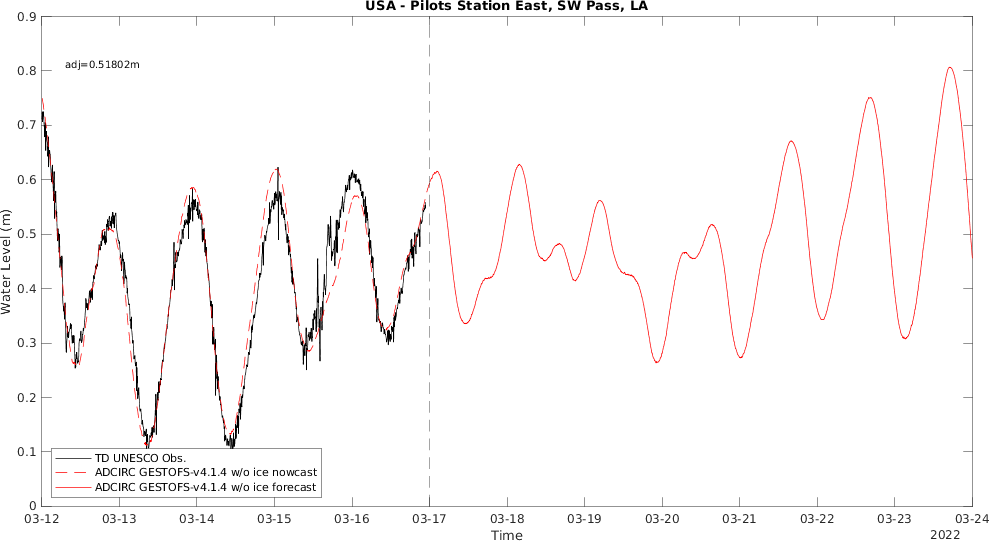 USA - Pilots Station East, SW Pass, LA
0.9
adj=0.51802m
0.8
0.7
0.6
0.5
0.4
0.3
0.2
0.1
0
Water Level (m)
TD UNESCO Obs.
ADCIRC GESTOFS-v4.1.4 w/o ice nowcast
ADCIRC GESTOFS-v4.1.4 w/o ice forecast
03-12 03-13 03-14 03-15 03-16 03-17 03-18 03-19 03-20 03-21 03-22 03-23 03-24
Time
2022